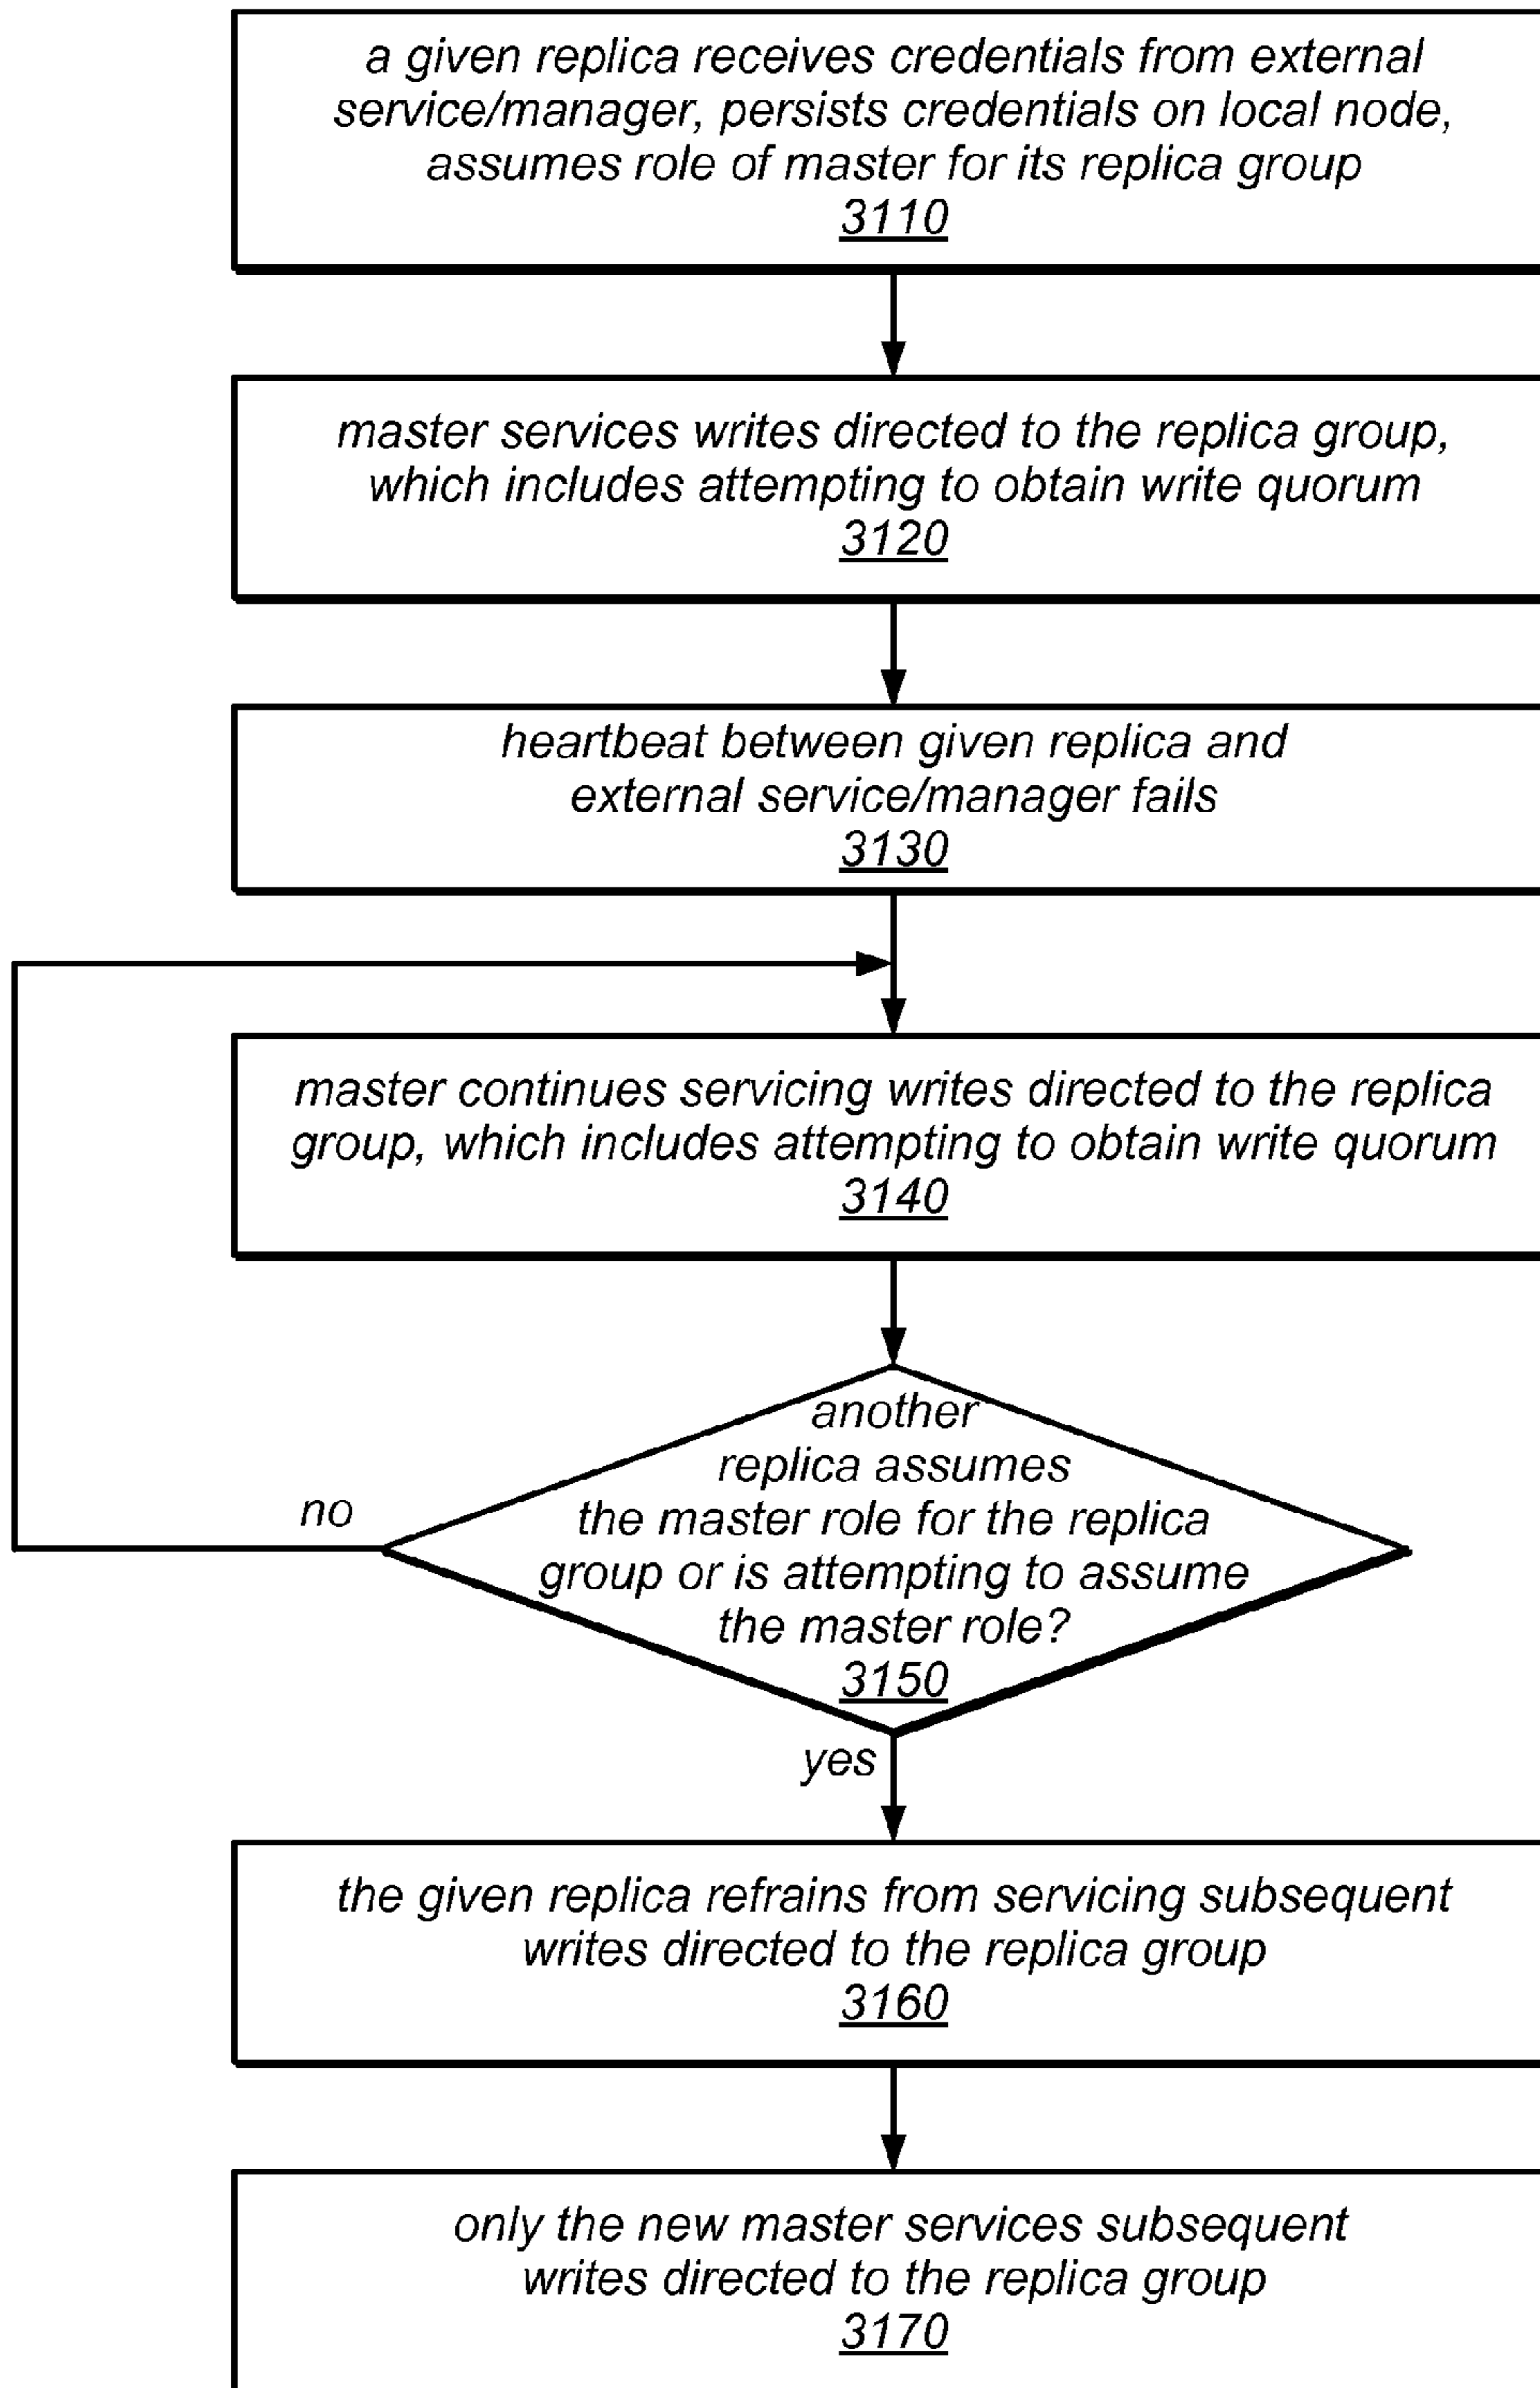 a given replica receives credentials from external
service/manager, persists credentials on local node,
assumes role of master for its replica group
3110
master services writes directed to the replica group,
which includes attempting to obtain write quorum
3120
heartbeat between given replica and
external service/manager fails
3130
master continues servicing writes directed to the replica
group, which includes attempting to obtain write quorum
3140
another
replica assumes
the master role for the replica
group or is attempting to assume
the master role?
3150
no
yes
the given replica refrains from servicing subsequent
writes directed to the replica group
3160
only the new master services subsequent
writes directed to the replica group
3170